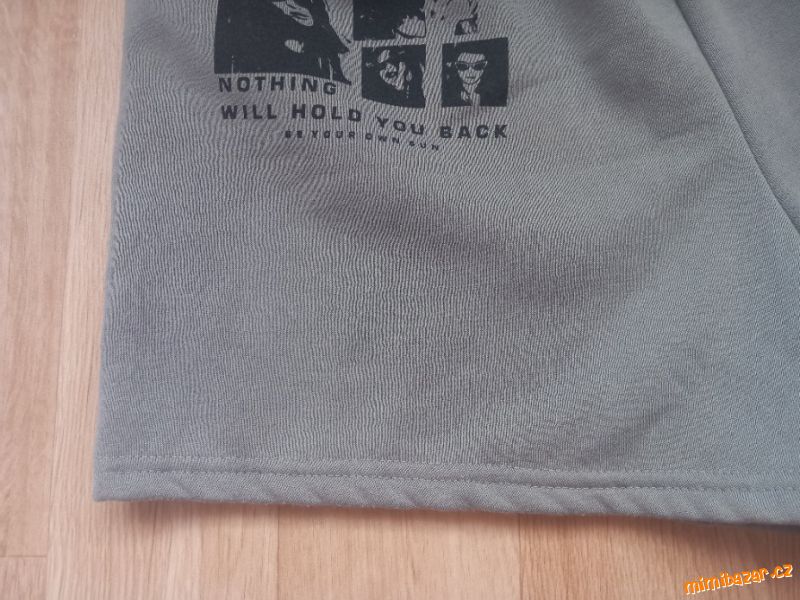 NOTHING
WILL HOLD YOU BACK
BE YOUR OWN SUN
mimibazar.cz